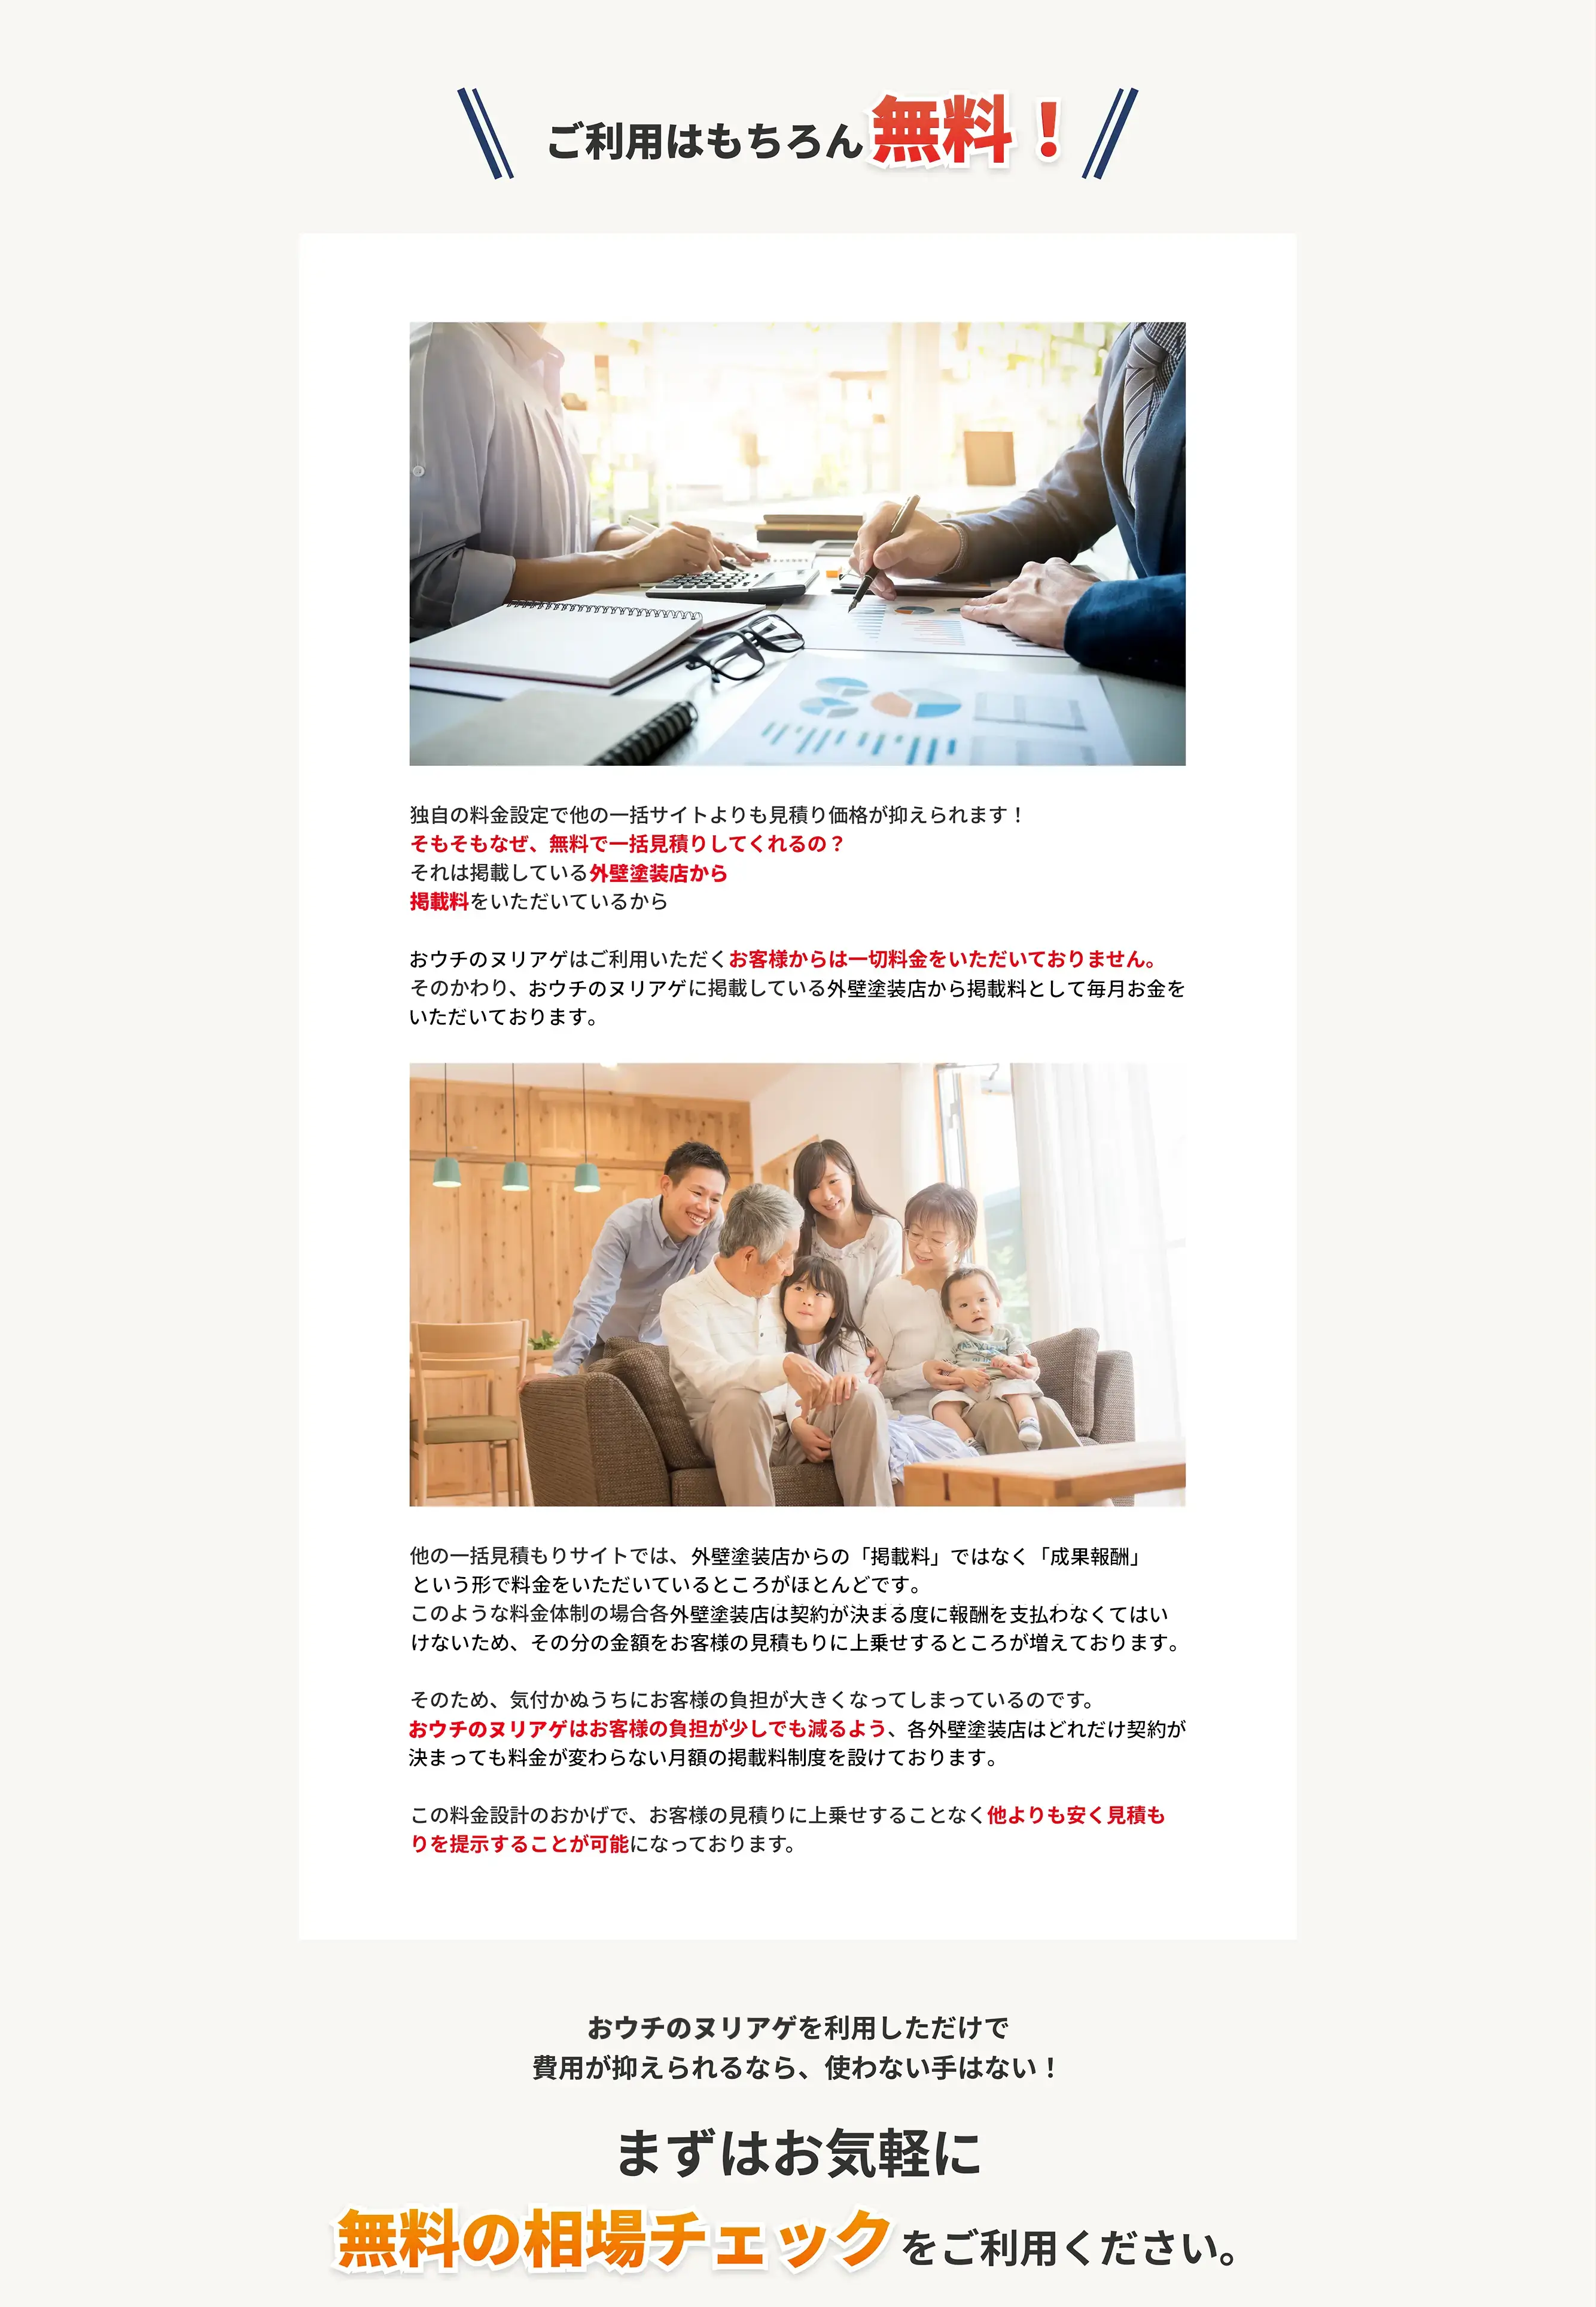 ご利用はもちろん無料！
独自の料金設定で他の一括サイトよりも見積り価格が抑えられます！
そもそもなぜ、無料で一括見積りしてくれるの？
それは掲載している外壁塗装店から
掲載料をいただいているから
おウチのヌリアゲはご利用いただくお客様からは一切料金をいただいておりません。
そのかわり、おウチのヌリアゲに掲載している外壁塗装店から掲載料として毎月お金を
いただいております。
他の一括見積もりサイトでは、外壁塗装店からの「掲載料」ではなく「成果報酬」
という形で料金をいただいているところがほとんどです。
このような料金体制の場合各外壁塗装店は契約が決まる度に報酬を支払わなくてはい
けないため、その分の金額をお客様の見積もりに上乗せするところが増えております。
そのため、気付かぬうちにお客様の負担が大きくなってしまっているのです。
おウチのヌリアゲはお客様の負担が少しでも減るよう、各外壁塗装店はどれだけ契約が
決まっても料金が変わらない月額の掲載料制度を設けております。
この料金設計のおかげで、お客様の見積りに上乗せすることなく他よりも安く見積も
りを提示することが可能になっております。
おウチのヌリアゲを利用しただけで
費用が抑えられるなら、使わない手はない！
まずはお気軽に
無料の相場チェックをご利用ください。